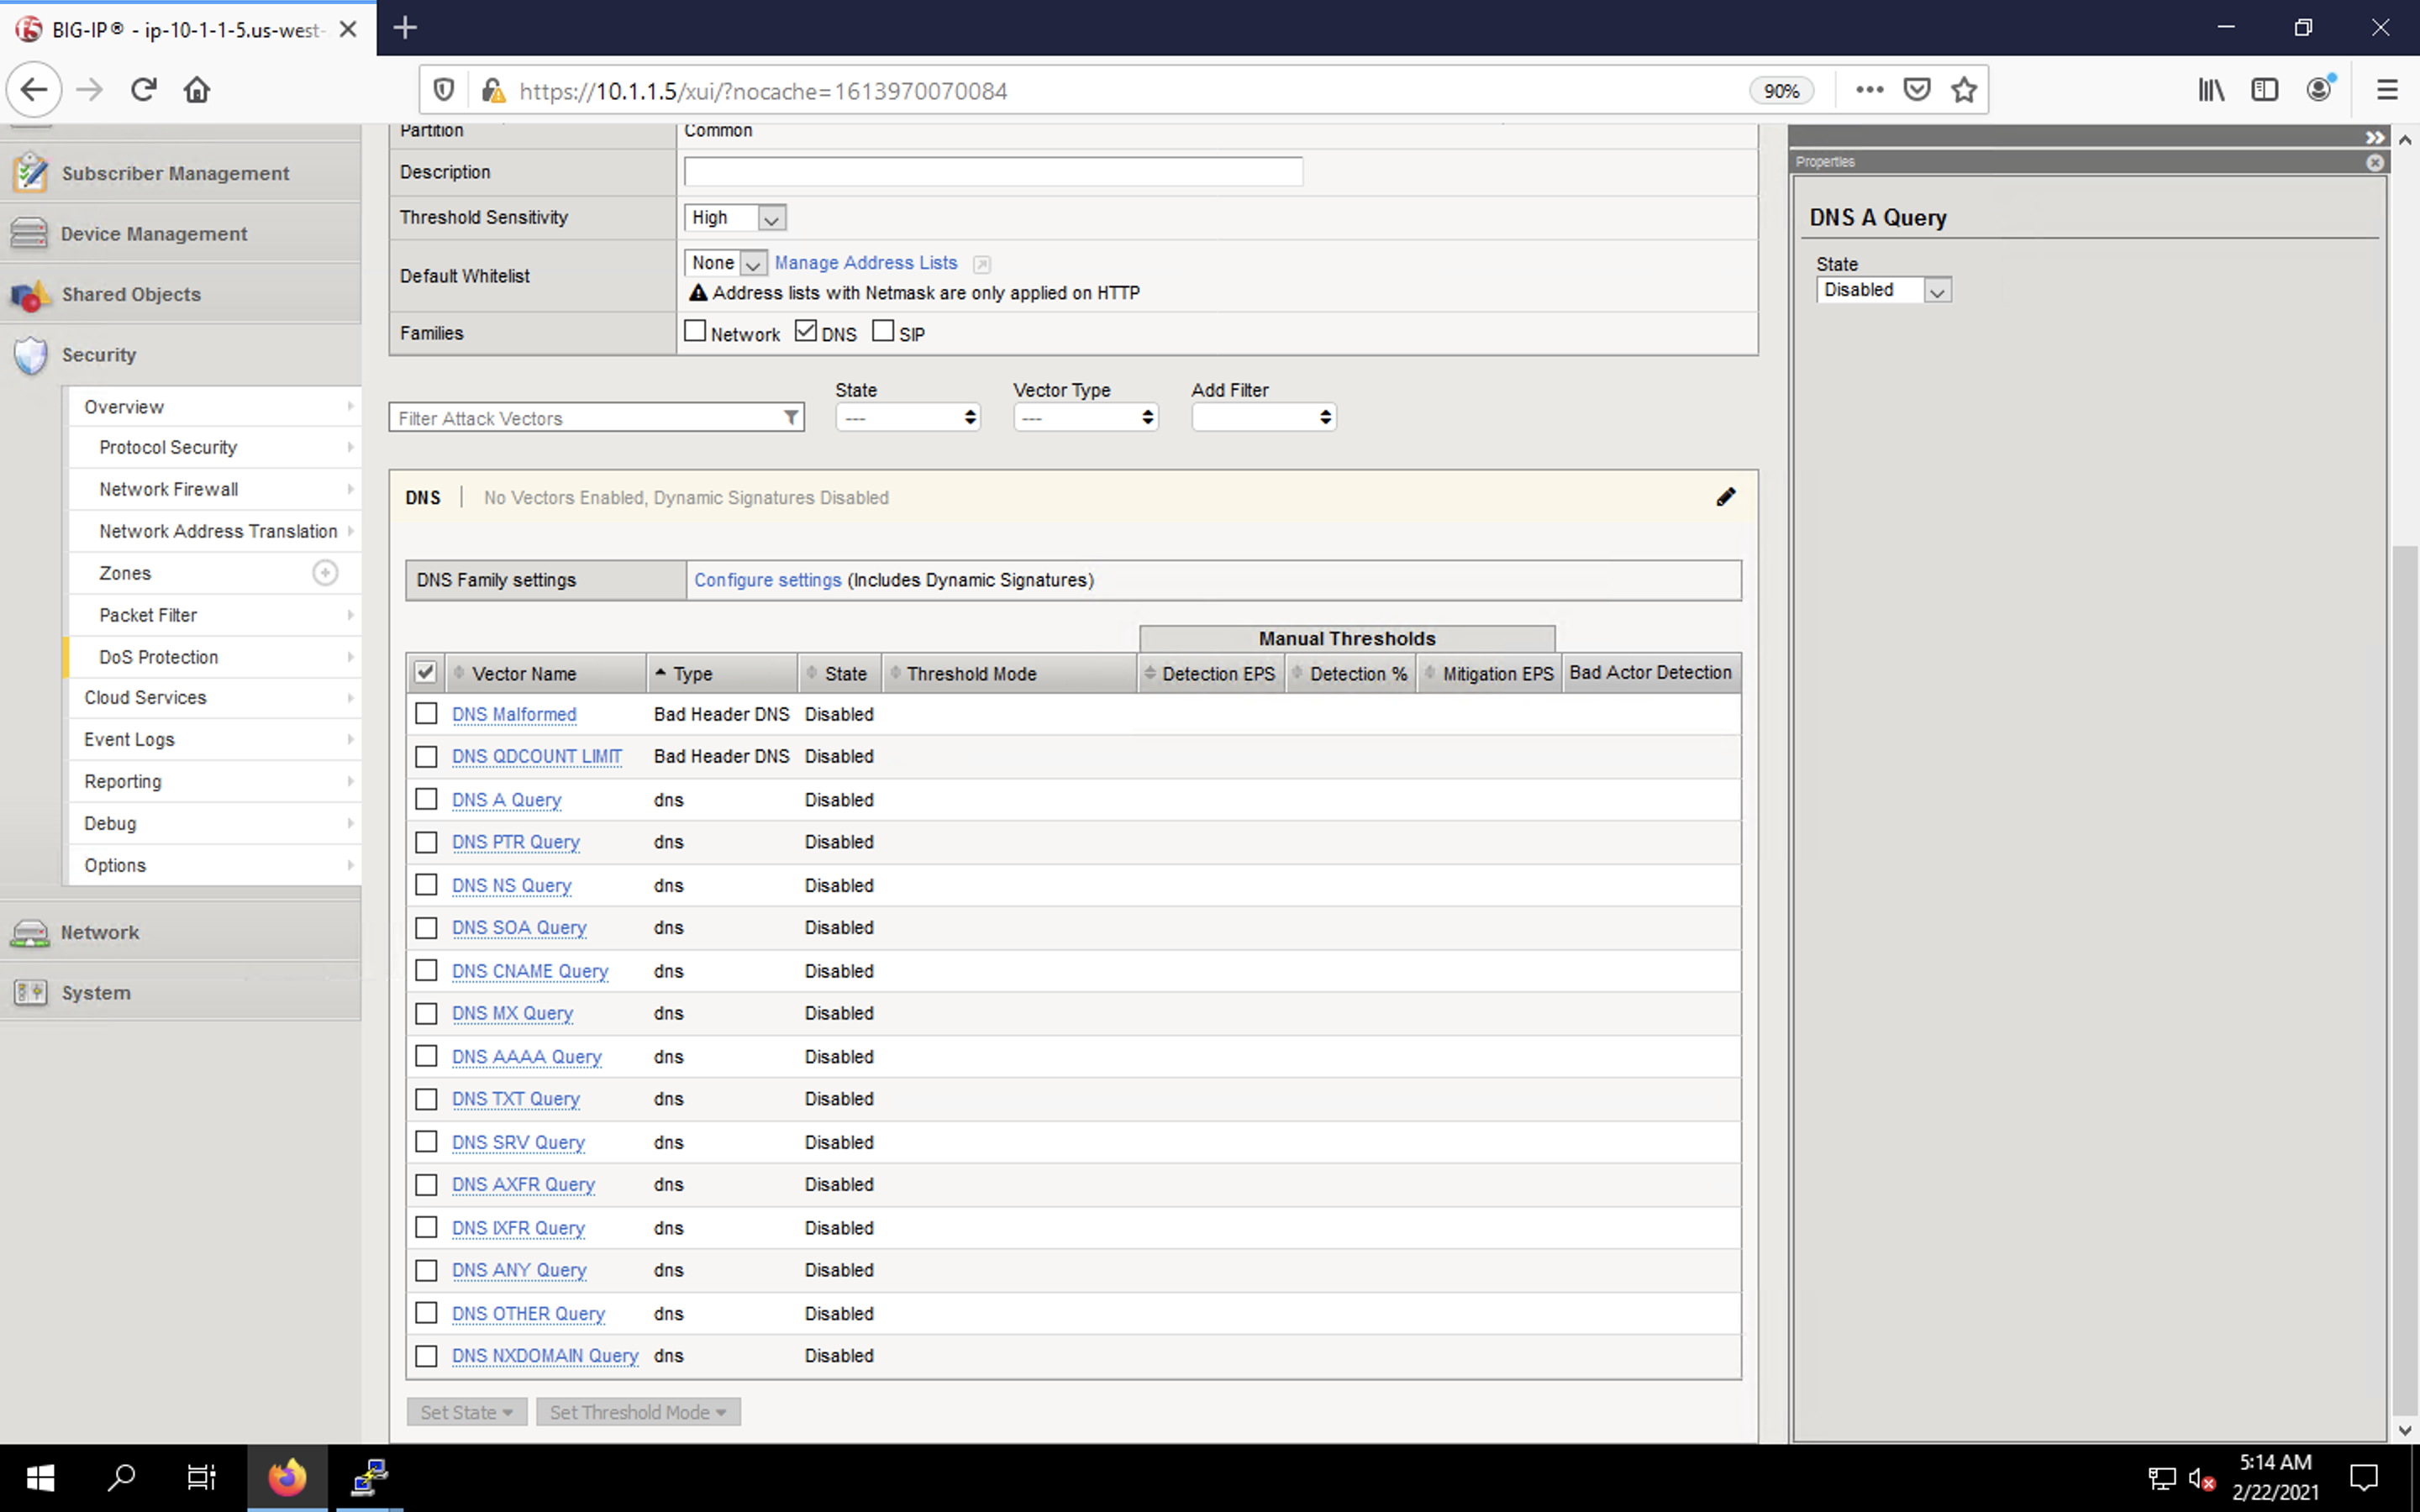 BIG-IP® - ip-10-1-1-5.us-west-
https://10.1.1.5/xui/?nocache=1613970070084
90%
Subscriber Management
Device Management
Shared Objects
Security
Overview
Protocol Security
Network Firewall
Network Address Translation
Zones
Packet Filter
DoS Protection
Cloud Services
Event Logs
Reporting
Debug
Options
Network
System
Partition Common
Description
Threshold Sensitivity High
Default Whitelist None Manage Address Lists
Address lists with Netmask are only applied on HTTP
Families Network DNS SIP
State Vector Type Add Filter
Filter Attack Vectors --- ---
DNS No Vectors Enabled, Dynamic Signatures Disabled
DNS Family settings Configure settings (Includes Dynamic Signatures)
Manual Thresholds
Vector Name Type State Threshold Mode Detection EPS Detection % Mitigation EPS Bad Actor Detection
DNS Malformed Bad Header DNS Disabled
DNS QDCOUNT LIMIT Bad Header DNS Disabled
DNS A Query dns Disabled
DNS PTR Query dns Disabled
DNS NS Query dns Disabled
DNS SOA Query dns Disabled
DNS CNAME Query dns Disabled
DNS MX Query dns Disabled
DNS AAAA Query dns Disabled
DNS TXT Query dns Disabled
DNS SRV Query dns Disabled
DNS AXFR Query dns Disabled
DNS IXFR Query dns Disabled
DNS ANY Query dns Disabled
DNS OTHER Query dns Disabled
DNS NXDOMAIN Query dns Disabled
Set State Set Threshold Mode
Properties
DNS A Query
State
Disabled
5:14 AM
2/22/2021